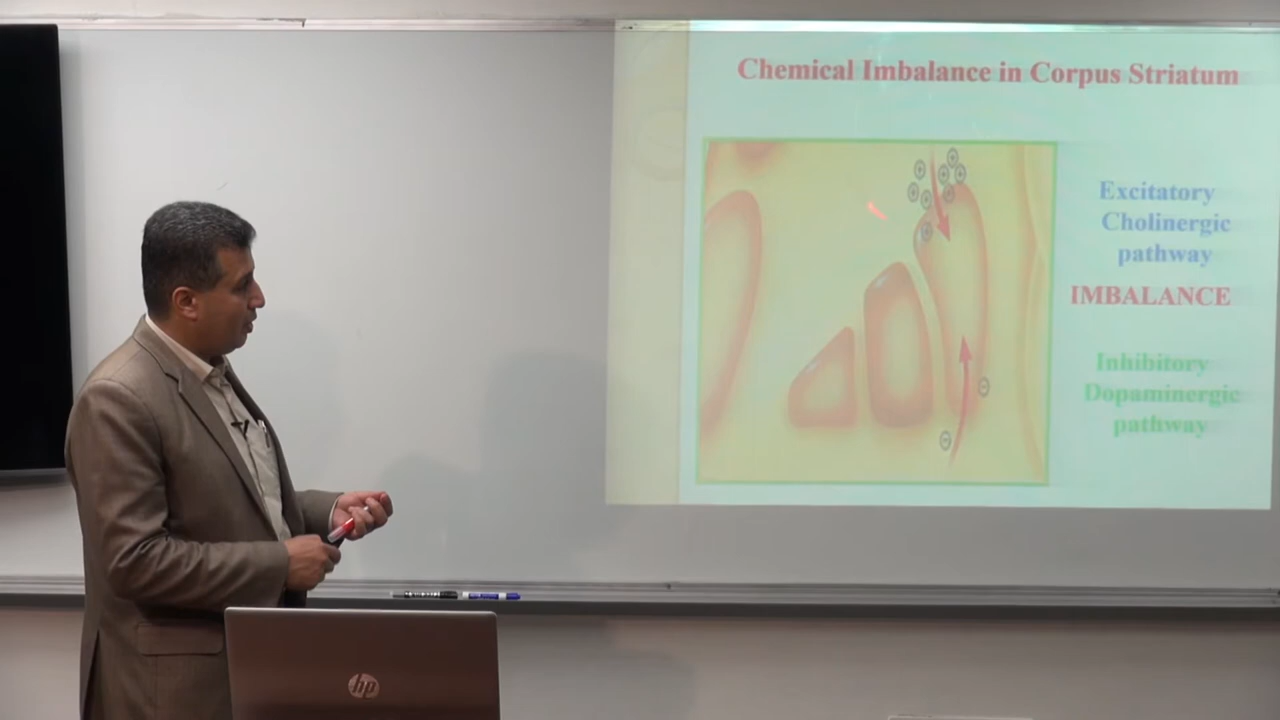 Chemical Imbalance in Corpus Striatum
Excitatory
Cholinergic
pathway
IMBALANCE
Inhibitory
Dopaminergic
pathway
hp